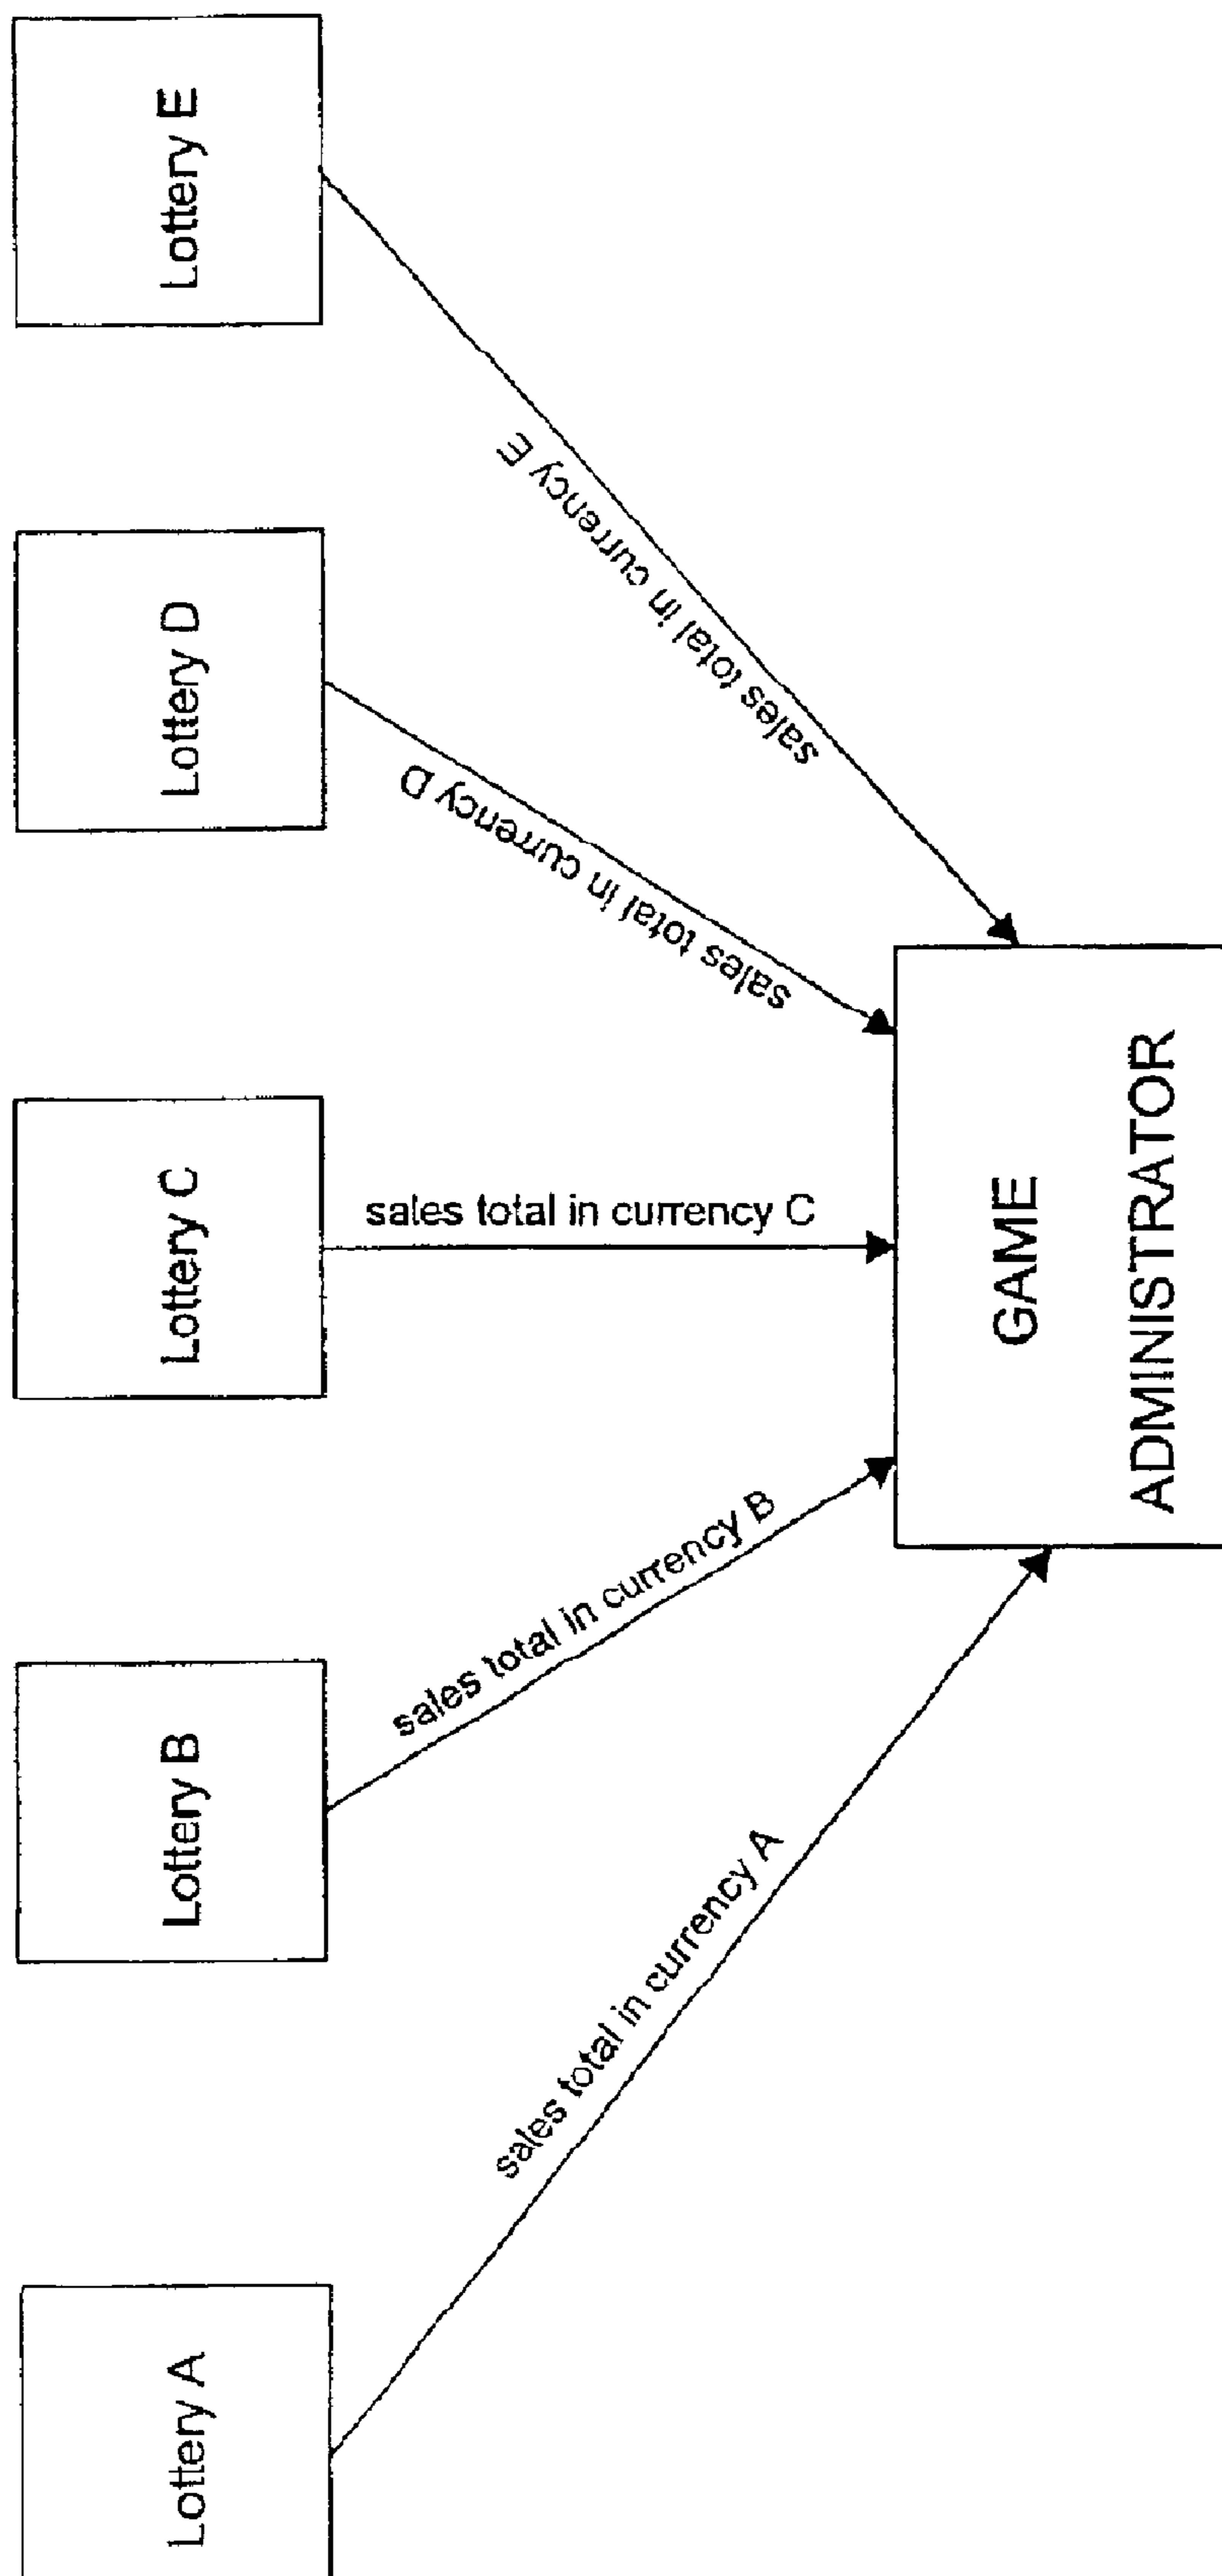 Lottery A
Lottery B
Lottery C
Lottery D
Lottery E
sales total in currency A
sales total in currency B
sales total in currency C
sales total in currency D
sales total in currency E
GAME
ADMINISTRATOR